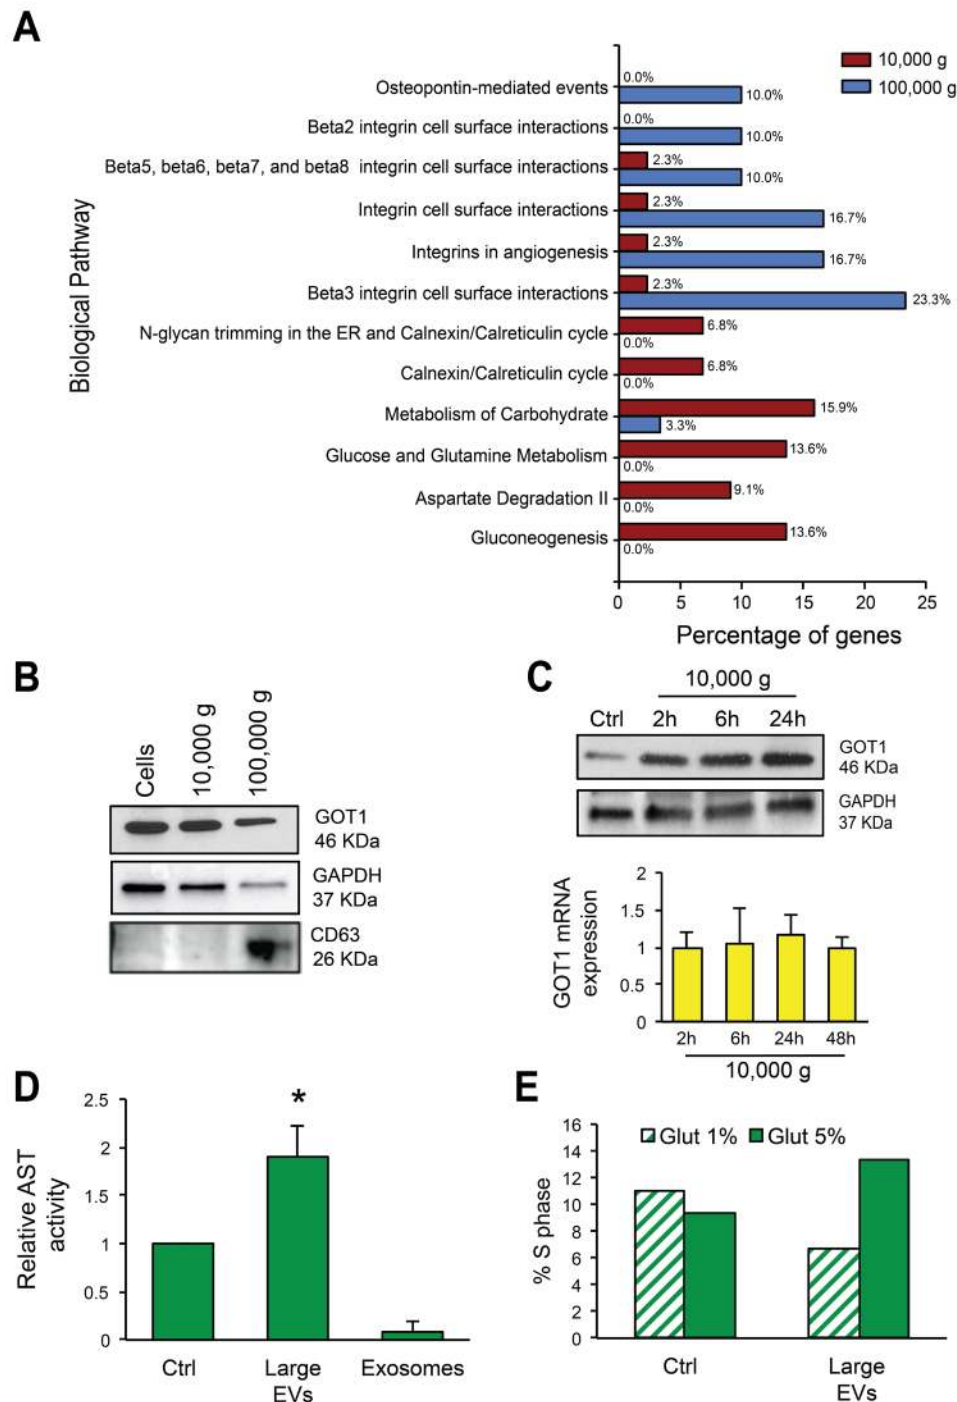 A
10,000 g
100,000 g
Biological Pathway
Osteopontin-mediated events
0.0%
10.0%
Beta2 integrin cell surface interactions
0.0%
10.0%
Beta5, beta6, beta7, and beta8 integrin cell surface interactions
2.3%
10.0%
Integrin cell surface interactions
2.3%
16.7%
Integrins in angiogenesis
2.3%
16.7%
Beta3 integrin cell surface interactions
2.3%
23.3%
N-glycan trimming in the ER and Calnexin/Calreticulin cycle
6.8%
0.0%
Calnexin/Calreticulin cycle
6.8%
0.0%
Metabolism of Carbohydrate
15.9%
3.3%
Glucose and Glutamine Metabolism
13.6%
0.0%
Aspartate Degradation II
9.1%
0.0%
Gluconeogenesis
13.6%
0.0%
0 5 10 15 20 25
Percentage of genes
B
Cells
10,000 g
100,000 g
GOT1
46 KDa
GAPDH
37 KDa
CD63
26 KDa
C
10,000 g
Ctrl 2h 6h 24h
GOT1
46 KDa
GAPDH
37 KDa
GOT1 mRNA
expression
2
1.5
1
0.5
0
2h 6h 24h 48h
10,000 g
D
Relative AST
activity
2.5
2
1.5
1
0.5
0
*
Ctrl
Large
EVs
Exosomes
E
% S phase
16
14
12
10
8
6
4
2
0
Glut 1% Glut 5%
Ctrl
Large
EVs